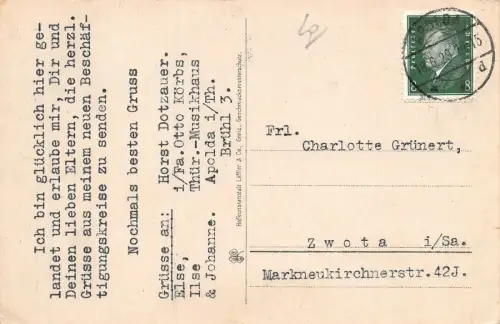 Ich bin glücklich hier ge-
landet und erlaube mir, Dir und
Deinen lieben Eltern, die herzl.
Grüsse aus meinem neuen Beschäf-
tigungskreise zu senden.
Nochmals besten Gruss
Grüsse an:
Else,
Ilse
& Johanne.
Horst Dotzauer.
i/Fa.Otto Körbs,
Thür.-Musikhaus
Apolda i/Th.
Brühl 3.
Frl.
Charlotte Grünert,
Zwota i/Sa.
Markneukirchnerstr.42J.
8
8